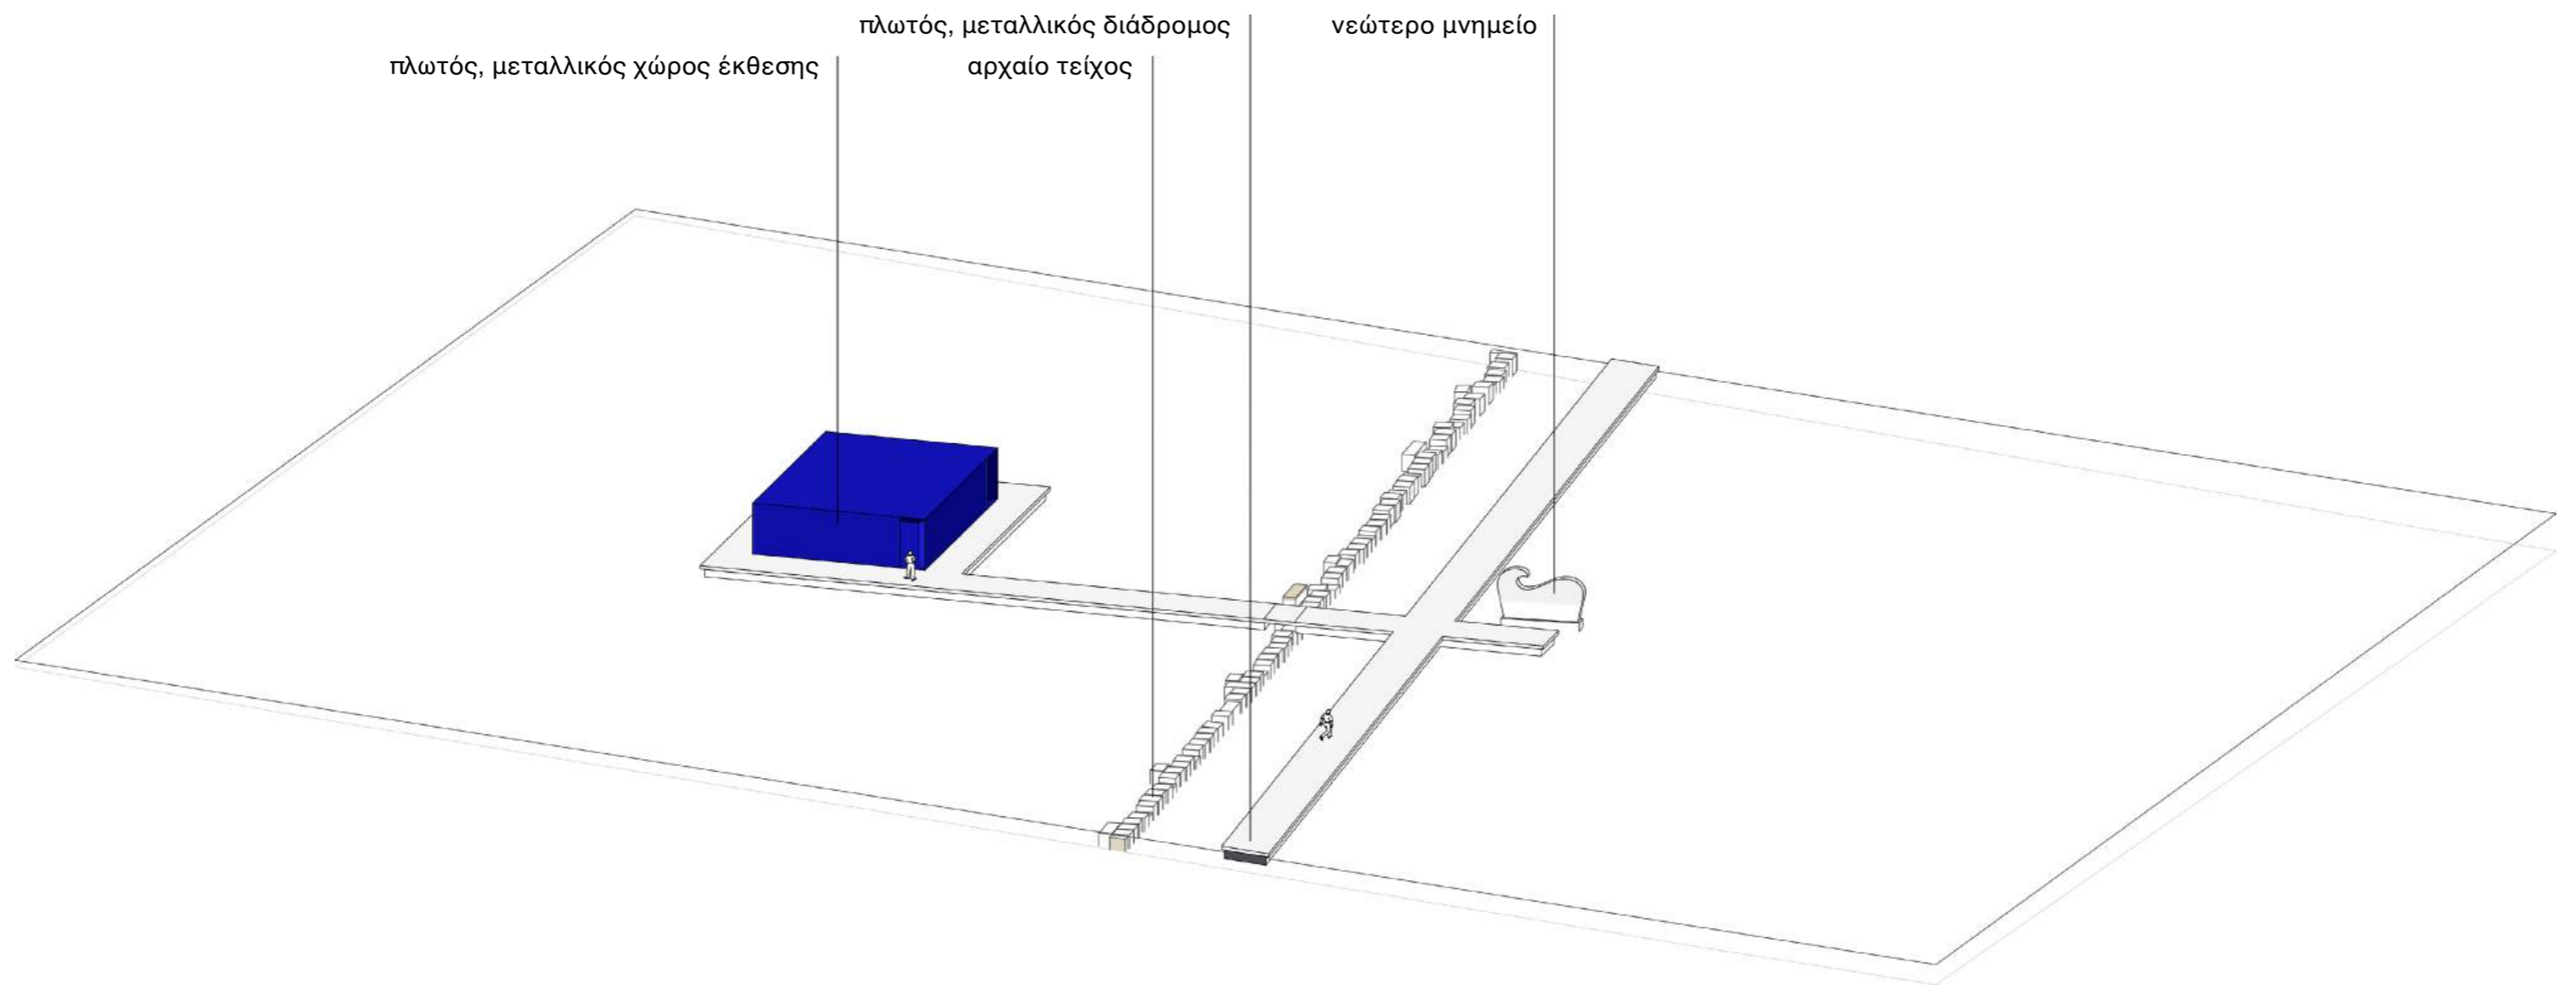 πλωτός, μεταλλικός διάδρομος
νεώτερο μνημείο
πλωτός, μεταλλικός χώρος έκθεσης
αρχαίο τείχος